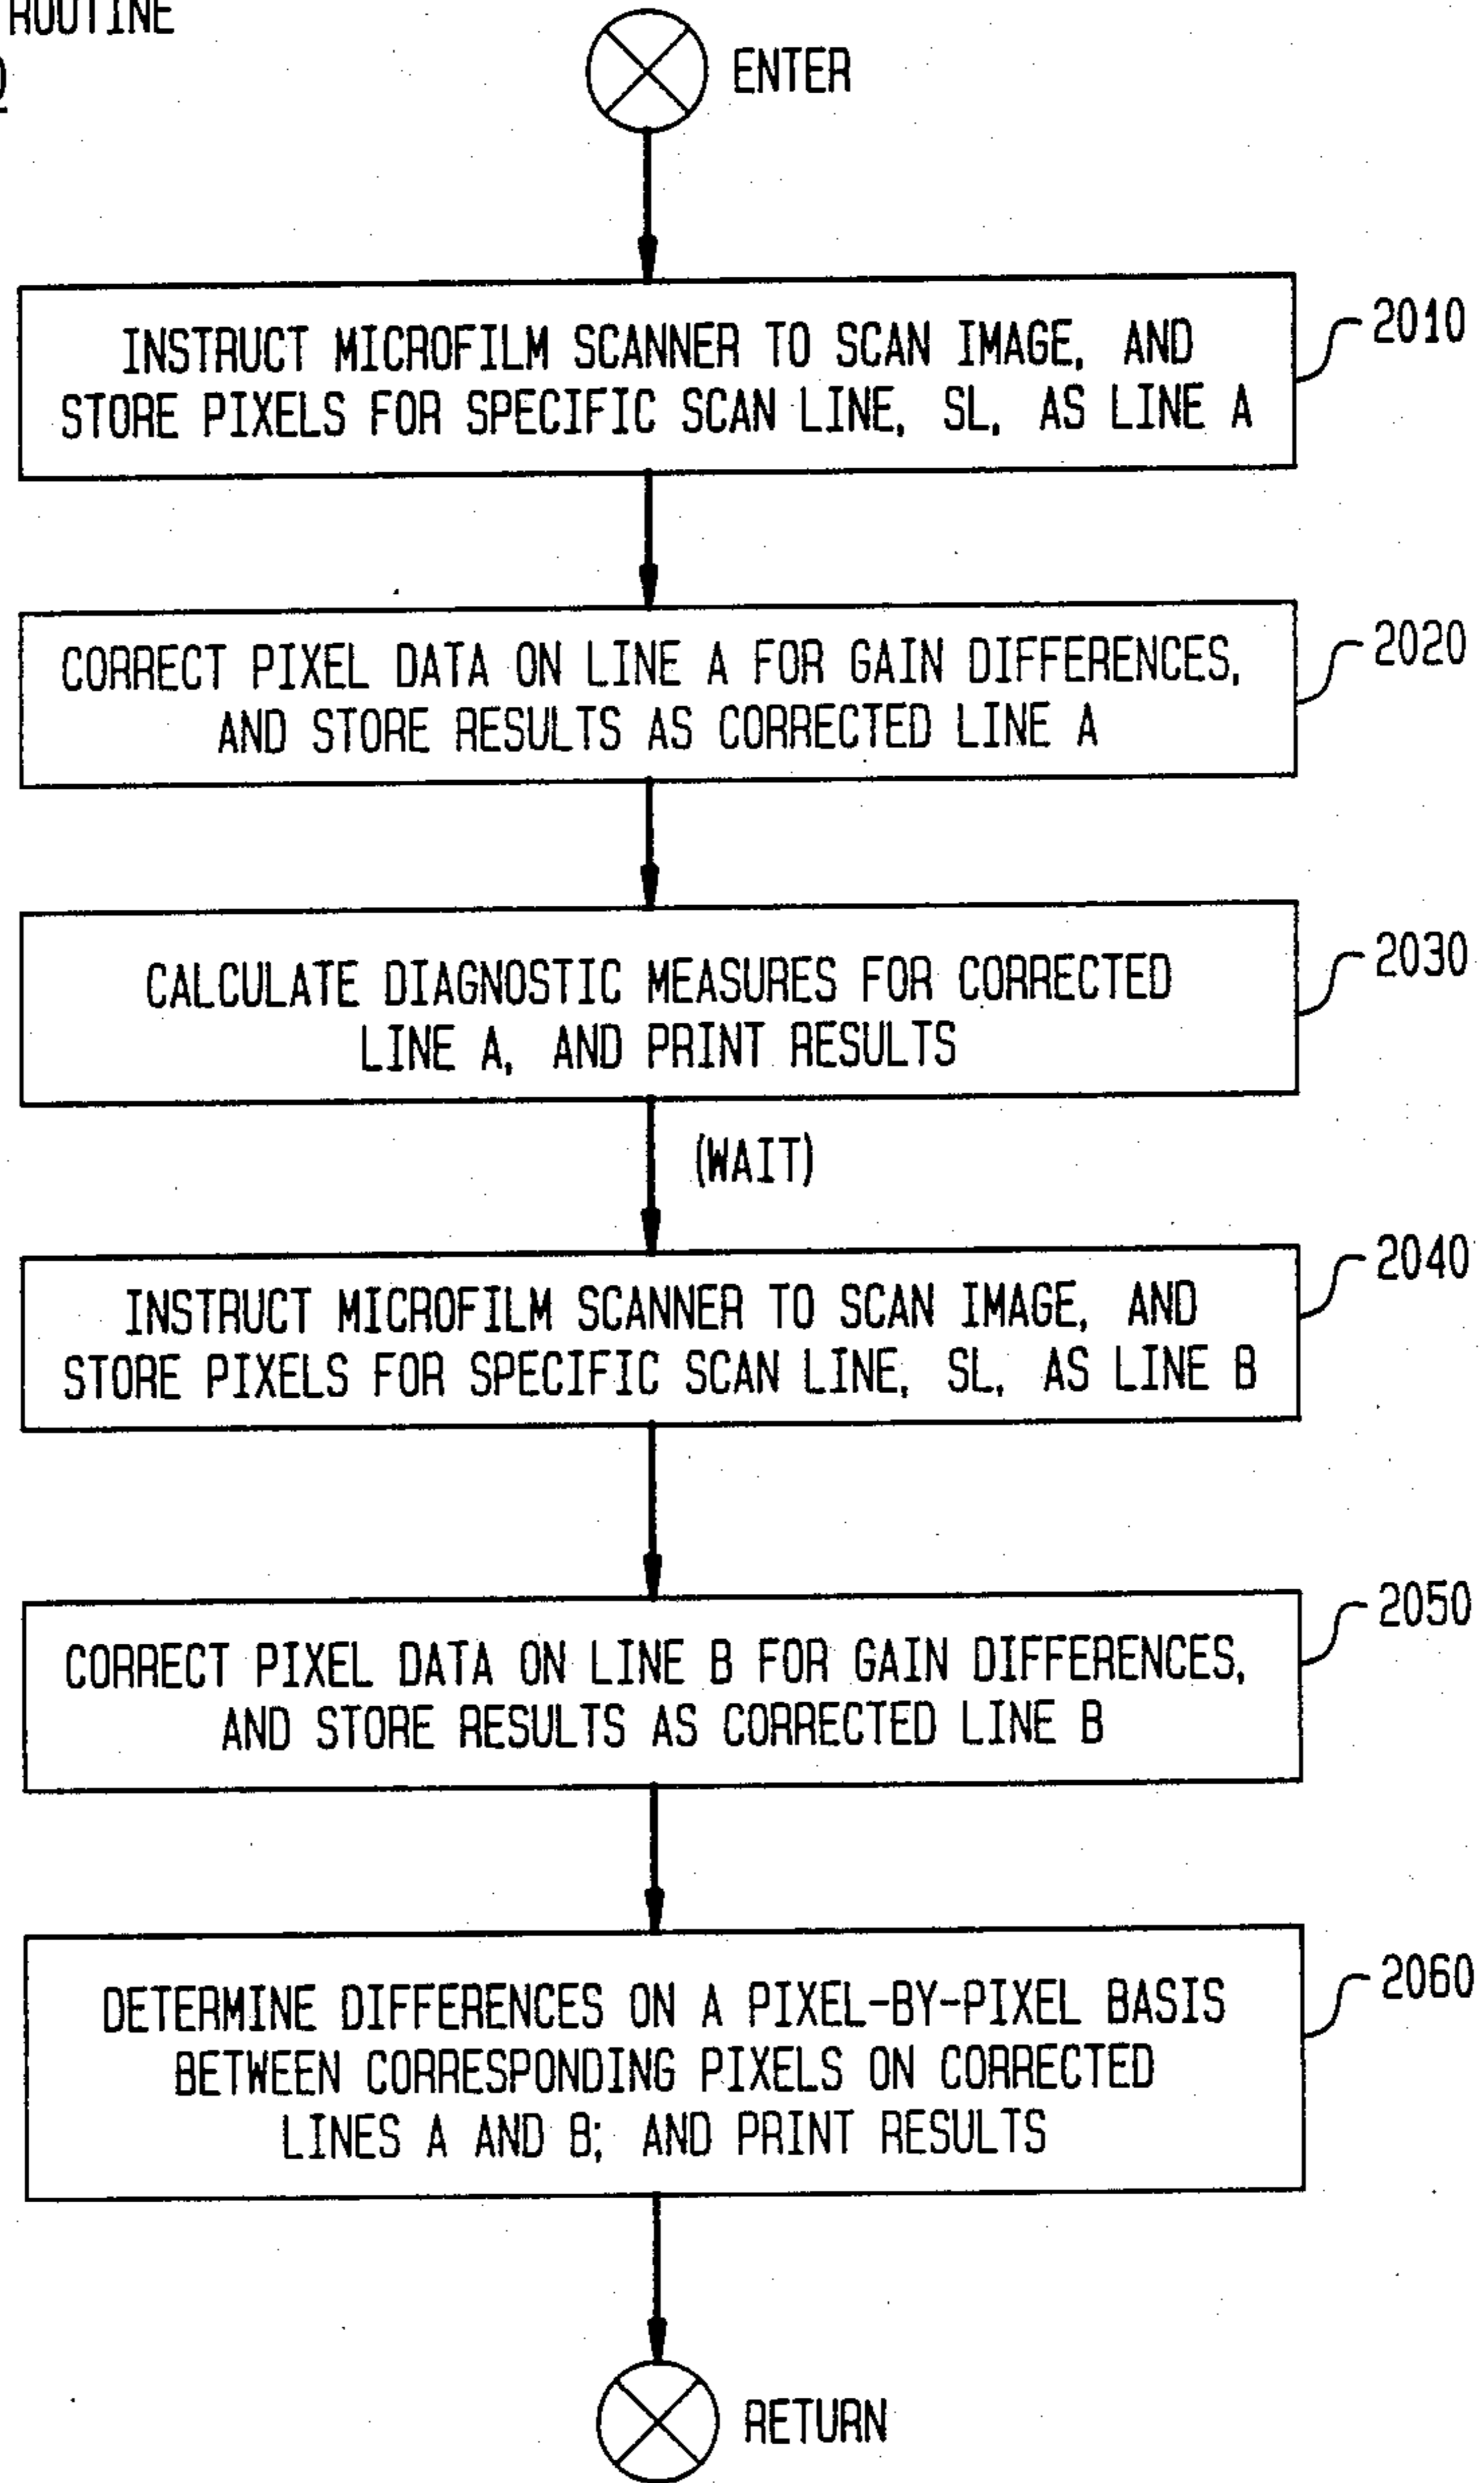 ROUTINE
ENTER
INSTRUCT MICROFILM SCANNER TO SCAN IMAGE, AND
STORE PIXELS FOR SPECIFIC SCAN LINE, SL, AS LINE A
2010
CORRECT PIXEL DATA ON LINE A FOR GAIN DIFFERENCES,
AND STORE RESULTS AS CORRECTED LINE A
2020
CALCULATE DIAGNOSTIC MEASURES FOR CORRECTED
LINE A, AND PRINT RESULTS
2030
(WAIT)
INSTRUCT MICROFILM SCANNER TO SCAN IMAGE, AND
STORE PIXELS FOR SPECIFIC SCAN LINE, SL, AS LINE B
2040
CORRECT PIXEL DATA ON LINE B FOR GAIN DIFFERENCES,
AND STORE RESULTS AS CORRECTED LINE B
2050
DETERMINE DIFFERENCES ON A PIXEL-BY-PIXEL BASIS
BETWEEN CORRESPONDING PIXELS ON CORRECTED
LINES A AND B; AND PRINT RESULTS
2060
RETURN